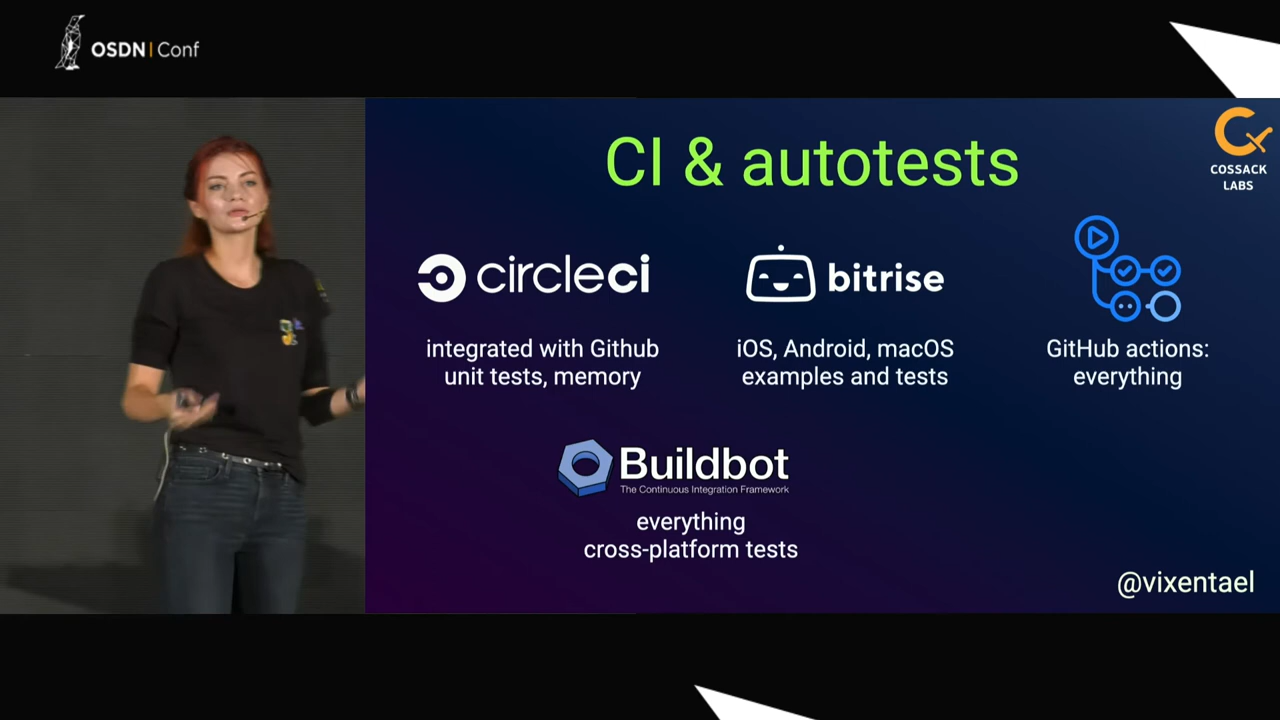 OSDN | Conf
CI & autotests
COSSACK
LABS
circleci
integrated with Github
unit tests, memory
bitrise
iOS, Android, macOS
examples and tests
GitHub actions:
everything
Buildbot
The Continuous Integration Framework
everything
cross-platform tests
@vixentael